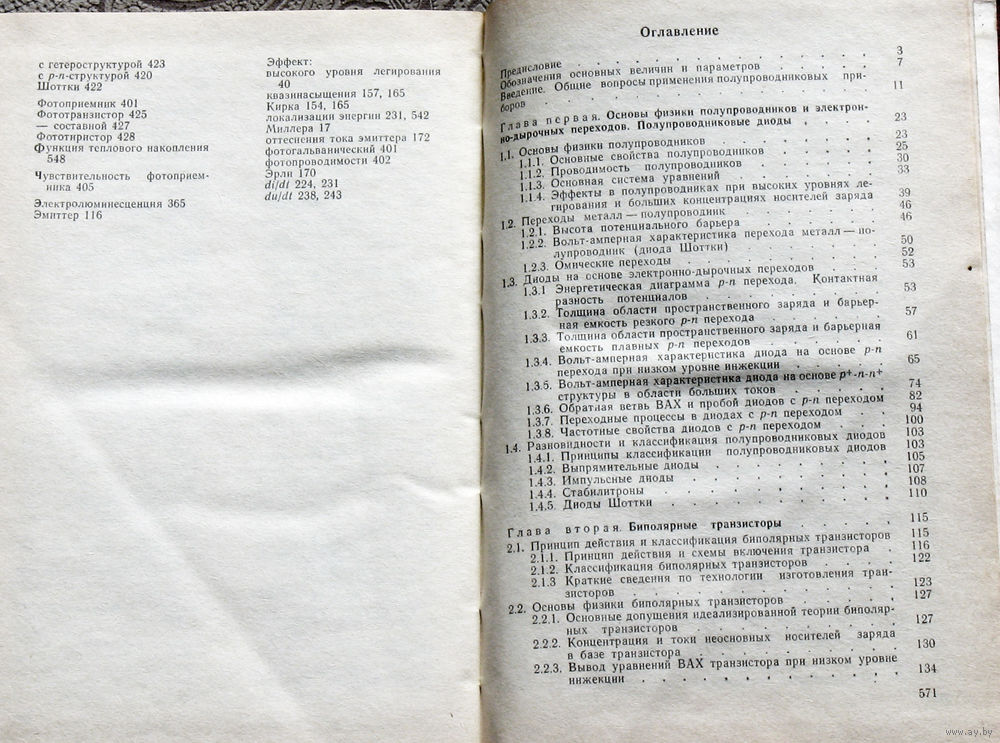 с гетероструктурой 423
с p-n-структурой 420
Шоттки 422
Фотоприемник 401
Фототранзистор 425
— составной 427
Фототиристор 428
Функция теплового накопления
548
Чувствительность фотоприем-
ника 405
Электролюминесценция 365
Эмиттер 116
Эффект:
высокого уровня легирования
40
квазинасыщения 157, 165
Кирка 154, 165
локализации энергии 231, 542
Миллера 17
оттеснения тока эмиттера 172
фотогальванический 401
фотопроводимости 402
Эрли 170
di/dt 224, 231
du/dt 238, 243
Оглавление
Предисловие . . . 3
Обозначения основных величин и параметров . . . 7
Введение. Общие вопросы применения полупроводниковых при-
боров . . . 11
Глава первая. Основы физики полупроводников и электрон-
но-дырочных переходов. Полупроводниковые диоды . . . 23
1.1. Основы физики полупроводников . . . 23
1.1.1. Основные свойства полупроводников . . . 25
1.1.2. Проводимость полупроводников . . . 30
1.1.3. Основная система уравнений . . . 33
1.1.4. Эффекты в полупроводниках при высоких уровнях ле-
гирования и больших концентрациях носителей заряда 39
1.2. Переходы металл — полупроводник . . . 46
1.2.1. Высота потенциального барьера . . . 46
1.2.2. Вольт-амперная характеристика перехода металл — по-
лупроводник (диода Шоттки) . . . 50
1.2.3. Омические переходы . . . 52
1.3. Диоды на основе электронно-дырочных переходов . . . 53
1.3.1 Энергетическая диаграмма p-n перехода. Контактная
разность потенциалов . . . 53
1.3.2. Толщина области пространственного заряда и барьер-
ная емкость резкого p-n перехода . . . 57
1.3.3. Толщина области пространственного заряда и барьерная
емкость плавных p-n переходов . . . 61
1.3.4. Вольт-амперная характеристика диода на основе p-n
перехода при низком уровне инжекции . . . 65
1.3.5. Вольт-амперная характеристика диода на основе p+-n-n+
структуры в области больших токов . . . 74
1.3.6. Обратная ветвь ВАХ и пробой диодов с p-n переходом 82
1.3.7. Переходные процессы в диодах с p-n переходом . . . 94
1.3.8. Частотные свойства диодов с p-n переходом . . . 100
1.4. Разновидности и классификация полупроводниковых диодов 103
1.4.1. Принципы классификации полупроводниковых диодов 103
1.4.2. Выпрямительные диоды . . . 105
1.4.3. Импульсные диоды . . . 107
1.4.4. Стабилитроны . . . 108
1.4.5. Диоды Шоттки . . . 110
Глава вторая. Биполярные транзисторы . . . 115
2.1. Принцип действия и классификация биполярных транзисторов 115
2.1.1. Принцип действия и схемы включения транзистора . 116
2.1.2. Классификация биполярных транзисторов . . . 122
2.1.3 Краткие сведения по технологии изготовления тран-
зисторов . . . 123
2.2. Основы физики биполярных транзисторов . . . 127
2.2.1. Основные допущения идеализированной теории биполяр-
ных транзисторов . . . 127
2.2.2. Концентрация и токи неосновных носителей заряда
в базе транзистора . . . 130
2.2.3. Вывод уравнений ВАХ транзистора при низком уровне
инжекции . . . 134
571
www.ay.by